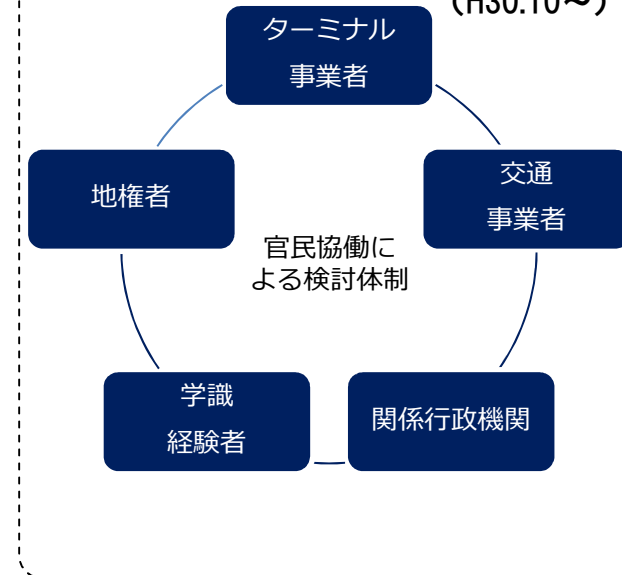 （H30.10～）
ターミナル
事業者
地権者
交通
事業者
官民協働に
よる検討体制
学識
経験者
関係行政機関